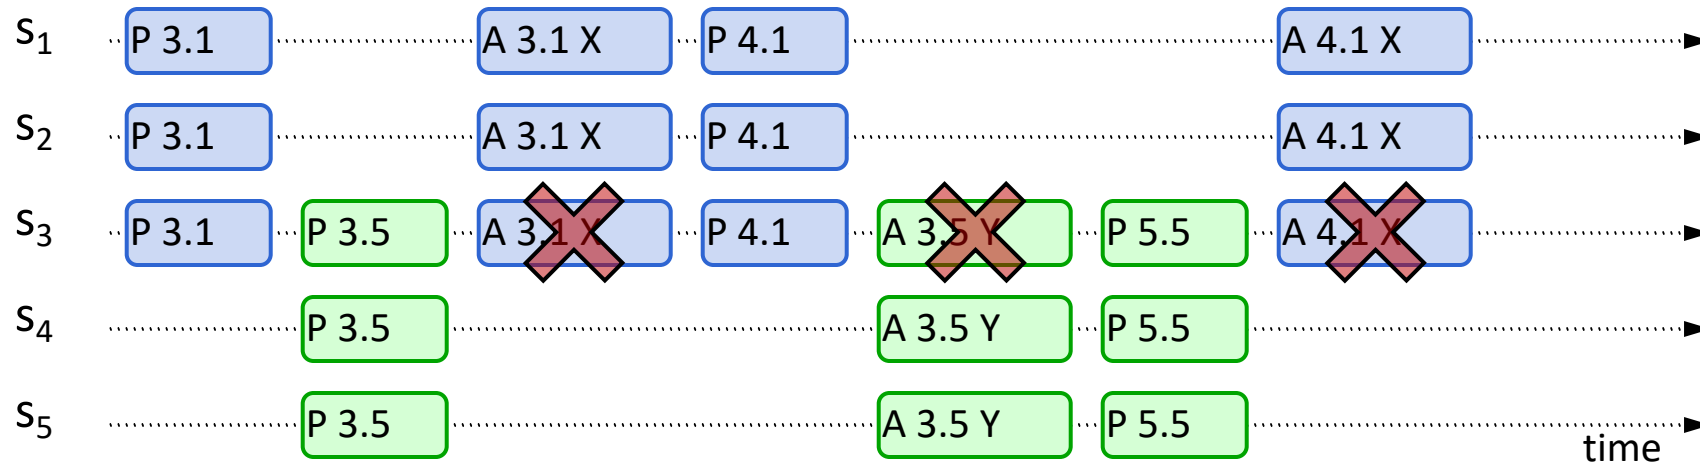 S1 P 3.1 A 3.1 X P 4.1 A 4.1 X
S2 P 3.1 A 3.1 X P 4.1 A 4.1 X
S3 P 3.1 P 3.5 A 3.1 X P 4.1 A 3.5 Y P 5.5 A 4.1 X
S4 P 3.5 A 3.5 Y P 5.5
S5 P 3.5 A 3.5 Y P 5.5
time